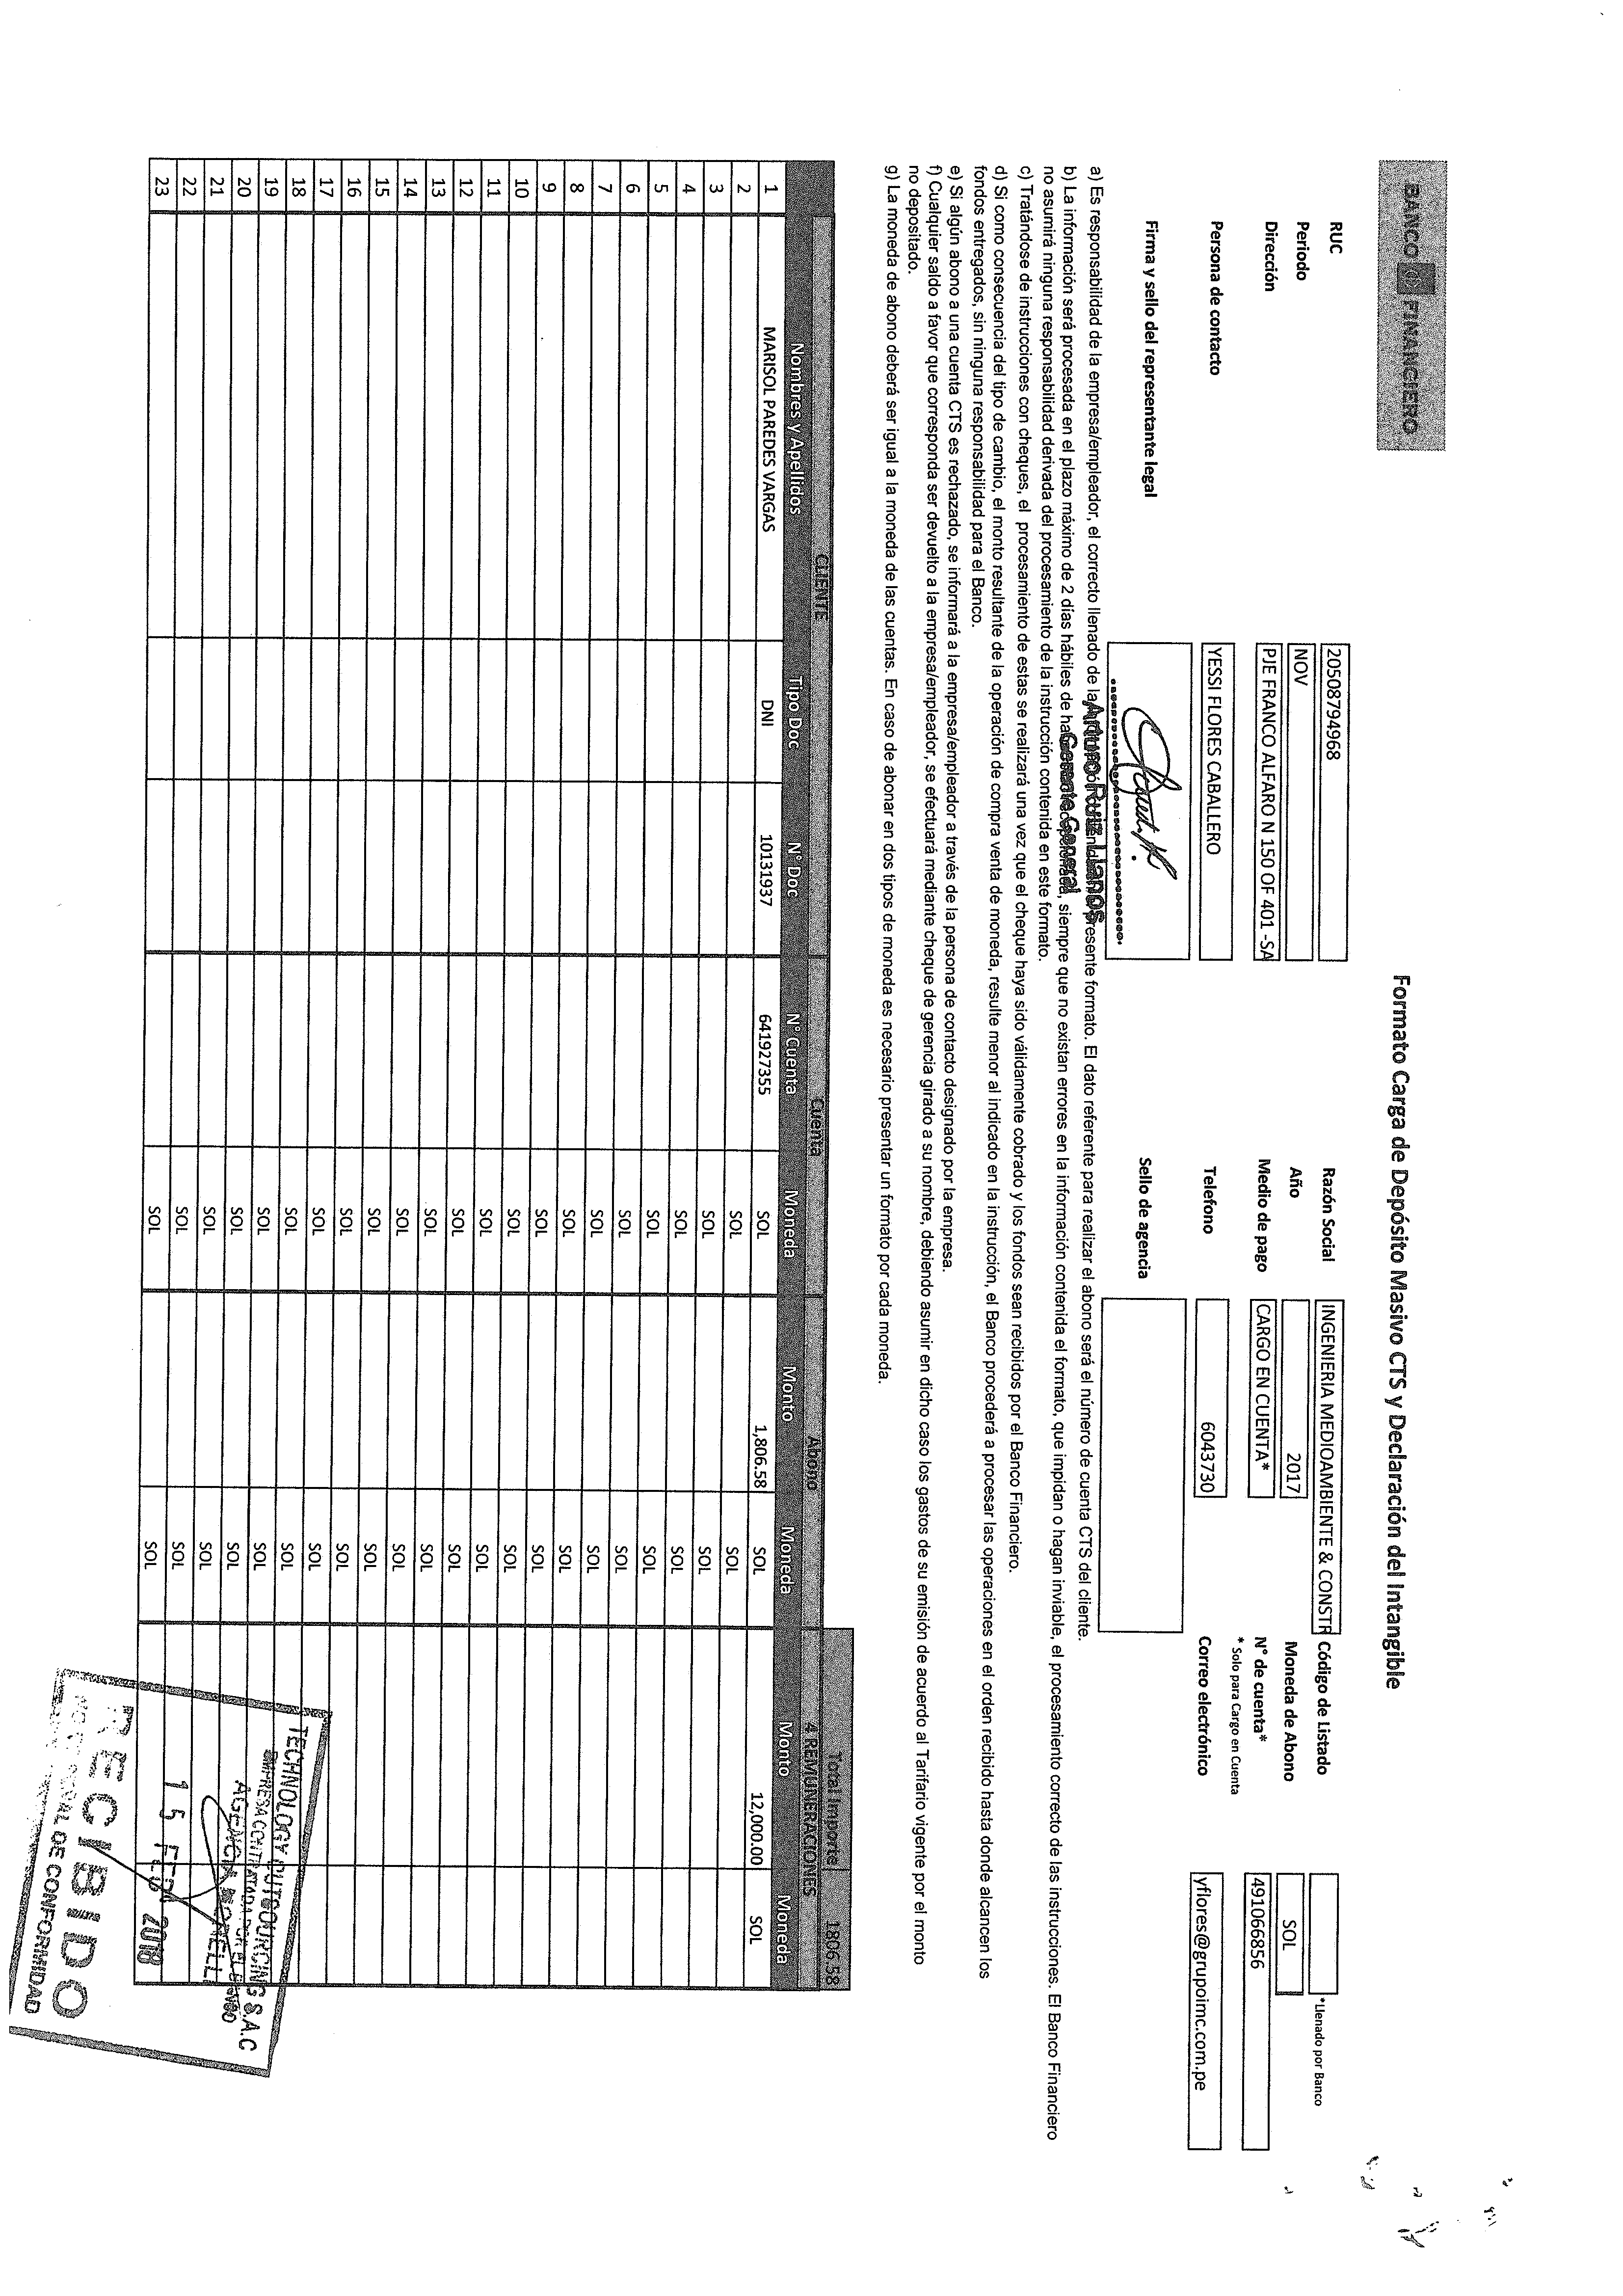 BANCO FINANCIERO
Formato Carga de Depósito Masivo CTS y Declaración del Intangible
RUC 20508794968 Razón Social INGENIERIA MEDIOAMBIENTE & CONSTR Código de Listado *Llenado por Banco
Periodo NOV Año 2017 Moneda de Abono SOL
Dirección PJE FRANCO ALFARO N 150 OF 401 -SA Medio de pago CARGO EN CUENTA* N° de cuenta* 491066856
* Solo para Cargo en Cuenta
Persona de contacto YESSI FLORES CABALLERO Telefono 6043730 Correo electrónico yflores@grupoimc.com.pe
Firma y sello del representante legal Sello de agencia
Arturo Ruiz Llanos
Gerente General
a) Es responsabilidad de la empresa/empleador, el correcto llenado de la presente formato. El dato referente para realizar el abono será el número de cuenta CTS del cliente.
b) La información será procesada en el plazo máximo de 2 días hábiles de siempre que no existan errores en la información contenida el formato, que impidan o hagan inviable, el procesamiento correcto de las instrucciones. El Banco Financiero
no asumirá ninguna responsabilidad derivada del procesamiento de la instrucción contenida en este formato.
c) Tratándose de instrucciones con cheques, el procesamiento de estas se realizará una vez que el cheque haya sido válidamente cobrado y los fondos sean recibidos por el Banco Financiero.
d) Si como consecuencia del tipo de cambio, el monto resultante de la operación de compra venta de moneda, resulte menor al indicado en la instrucción, el Banco procederá a procesar las operaciones en el orden recibido hasta donde alcancen los
fondos entregados, sin ninguna responsabilidad para el Banco.
e) Si algún abono a una cuenta CTS es rechazado, se informará a la empresa/empleador a través de la persona de contacto designado por la empresa.
f) Cualquier saldo a favor que corresponda ser devuelto a la empresa/empleador, se efectuará mediante cheque de gerencia girado a su nombre, debiendo asumir en dicho caso los gastos de su emisión de acuerdo al Tarifario vigente por el monto
no depositado.
g) La moneda de abono deberá ser igual a la moneda de las cuentas. En caso de abonar en dos tipos de moneda es necesario presentar un formato por cada moneda.
Total Importe 1806.58
CLIENTE Cuenta Abono 4 REMUNERACIONES
Nombres y Apellidos Tipo Doc N° Doc N° Cuenta Moneda Monto Moneda Monto Moneda
1 MARISOL PAREDES VARGAS DNI 10131937 641927355 SOL 1,806.58 SOL 12,000.00 SOL
2 SOL SOL
3 SOL SOL
4 SOL SOL
5 SOL SOL
6 SOL SOL
7 SOL SOL
8 SOL SOL
9 SOL SOL
10 SOL SOL
11 SOL SOL
12 SOL SOL
13 SOL SOL
14 SOL SOL
15 SOL SOL
16 SOL SOL
17 SOL SOL
18 SOL SOL
19 SOL SOL
20 SOL SOL
21 SOL SOL
22 SOL SOL
23 SOL SOL
TECHNOLOGY OUTSOURCING S.A.C
EMPRESA CONTRATADA POR EL BANCO
AGENCIA
15 FEB 2018
RECIBIDO
DE CONFORMIDAD